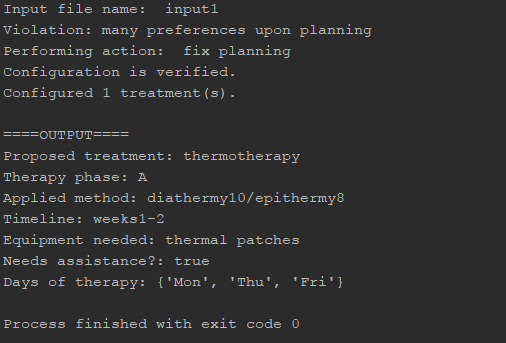 Input file name:  input1
Violation: many preferences upon planning
Performing action:  fix planning
Configuration is verified.
Configured 1 treatment(s).
====OUTPUT====
Proposed treatment: thermotherapy
Therapy phase: A
Applied method: diathermy10/epithermy8
Timeline: weeks1-2
Equipment needed: thermal patches
Needs assistance?: true
Days of therapy: {'Mon', 'Thu', 'Fri'}
Process finished with exit code 0